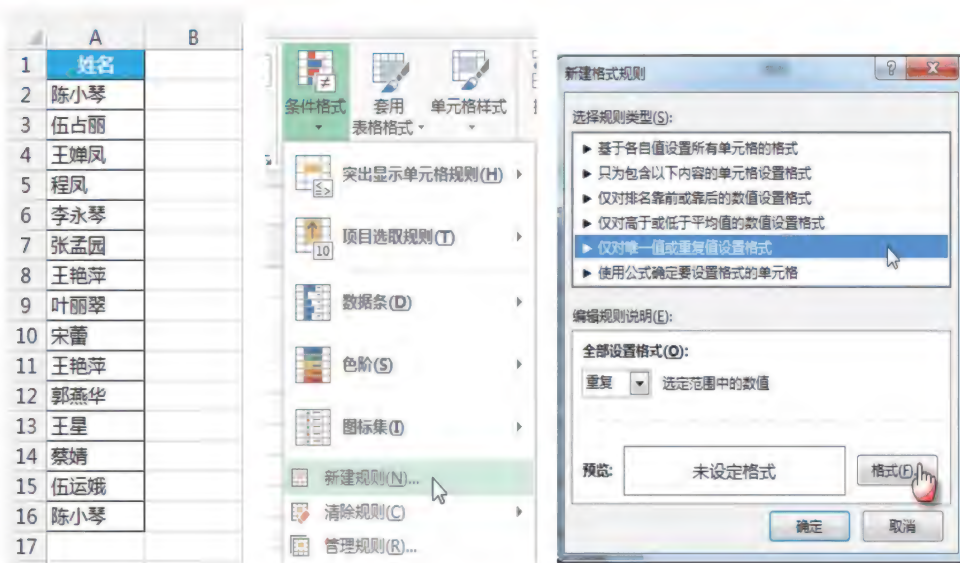 A B
1 姓名
2 陈小琴
3 伍占丽
4 王婵凤
5 程凤
6 李永琴
7 张孟园
8 王艳萍
9 叶丽翠
10 宋蕾
11 王艳萍
12 郭燕华
13 王星
14 蔡婧
15 伍运娥
16 陈小琴
17
条件格式 套用 单元格样式
表格格式
突出显示单元格规则(H)
项目选取规则(T)
10
数据条(D)
色阶(S)
图标集(I)
新建规则(N)...
清除规则(C)
管理规则(R)...
新建格式规则
选择规则类型(S):
► 基于各自值设置所有单元格的格式
► 只为包含以下内容的单元格设置格式
► 仅对排名靠前或靠后的数值设置格式
► 仅对高于或低于平均值的数值设置格式
► 仅对唯一值或重复值设置格式
► 使用公式确定要设置格式的单元格
编辑规则说明(E):
全部设置格式(O):
重复 选定范围中的数值
预览: 未设定格式 格式(F)
确定 取消